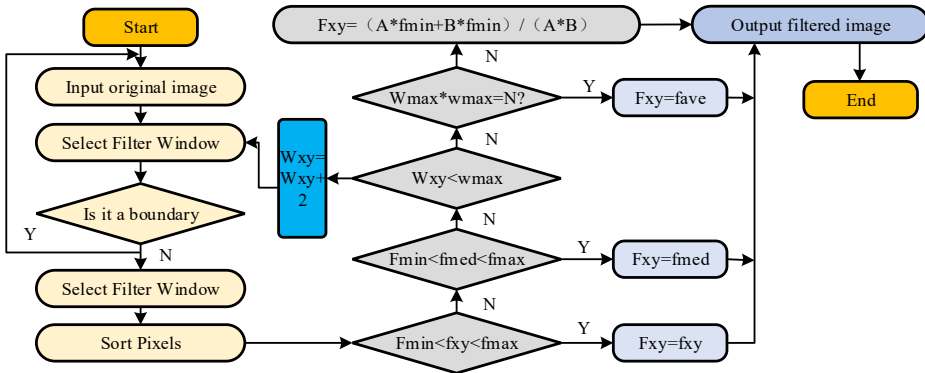 Start
Input original image
Select Filter Window
Is it a boundary
Y
N
Select Filter Window
Sort Pixels
Wxy=
Wxy+
2
Fxy=（A*fmin+B*fmin）/（A*B）
N
Wmax*wmax=N?
Y
Fxy=fave
N
Wxy<wmax
N
Fmin<fmed<fmax
Y
Fxy=fmed
N
Fmin<fxy<fmax
Y
Fxy=fxy
Output filtered image
End